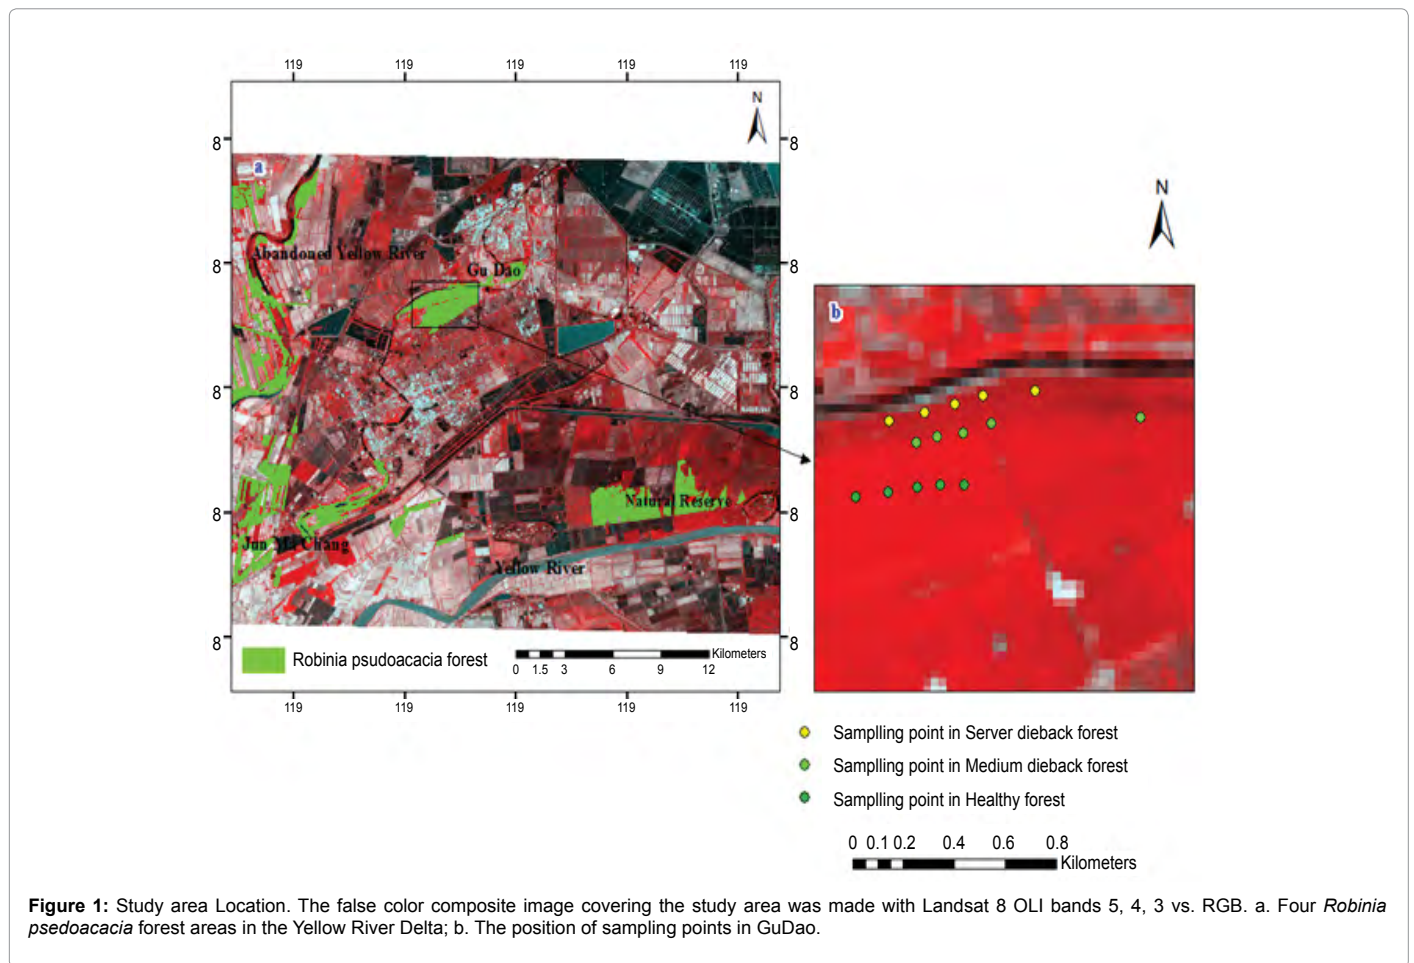 119 119 119 119 119
N
8 8
a
Abandoned Yellow River
Gu Dao
8 8
8 8
Natural Reserve
8 8
Jun Ma Chang
Yellow River
8 8
Robinia psudoacacia forest
Kilometers
0 1.5 3 6 9 12
119 119 119 119 119
N
b
Samplling point in Server dieback forest
Samplling point in Medium dieback forest
Samplling point in Healthy forest
0 0.1 0.2 0.4 0.6 0.8
Kilometers
Figure 1: Study area Location. The false color composite image covering the study area was made with Landsat 8 OLI bands 5, 4, 3 vs. RGB. a. Four Robinia
psedoacacia forest areas in the Yellow River Delta; b. The position of sampling points in GuDao.